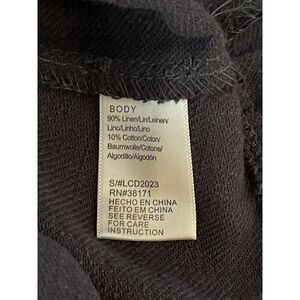 BODY
90% Linen/Lin/Leinen/
Lino/Linho/Lino
10% Cotton/Coton/
Baumwolle/Cotone/
Algodão/Algodón
S/#LCD2023
RN#38171
HECHO EN CHINA
FEITO EM CHINA
SEE REVERSE
FOR CARE
INSTRUCTION